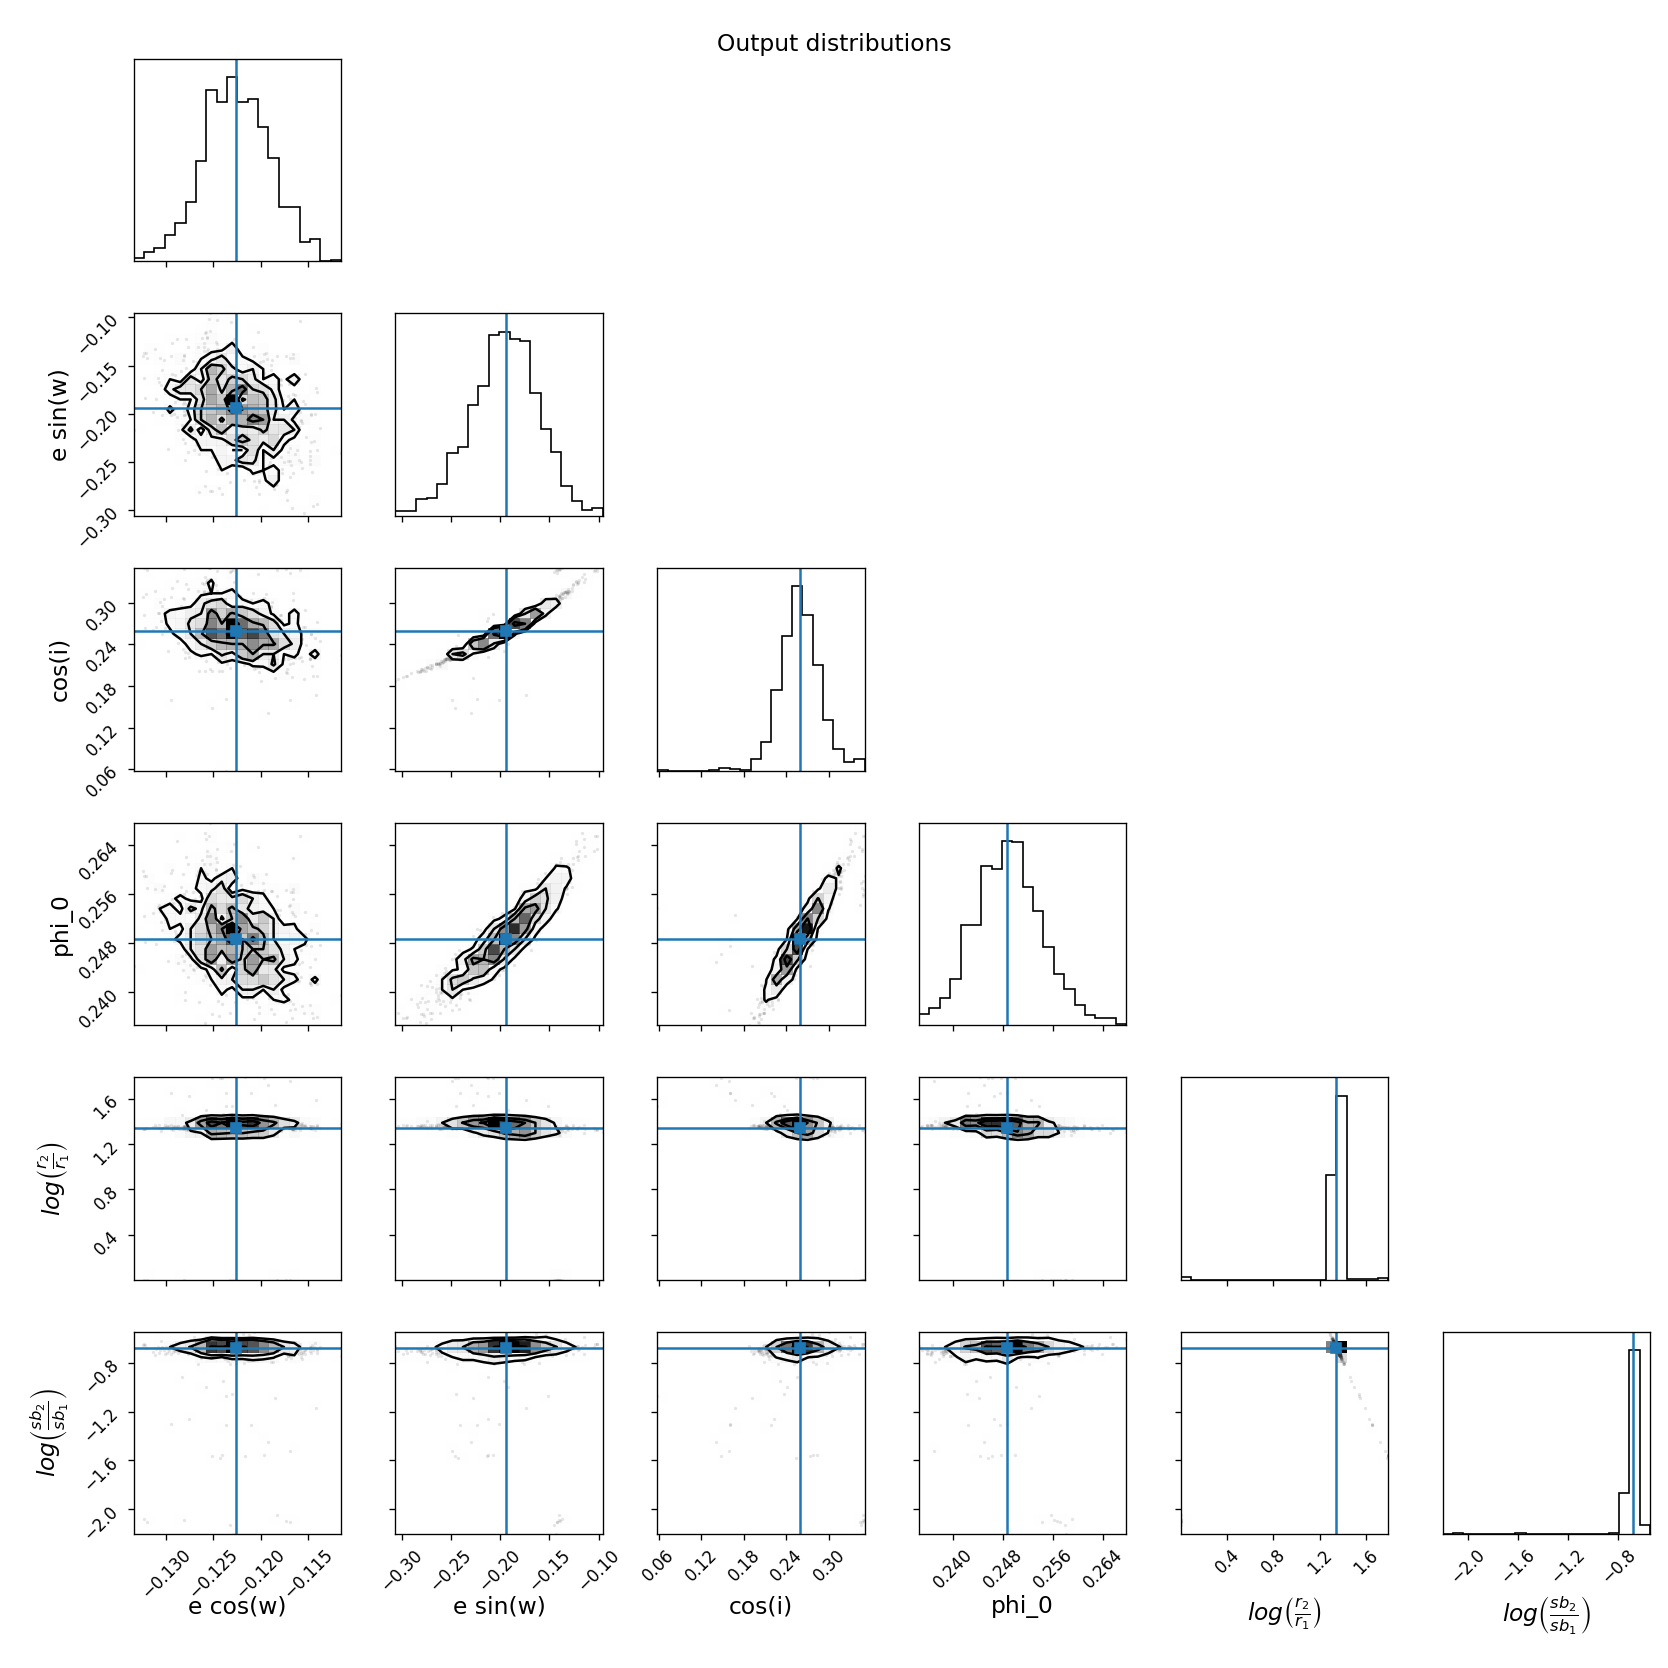 Output distributions
e sin(w)
−0.10
−0.15
−0.20
−0.25
−0.30
cos(i)
0.30
0.24
0.18
0.12
0.06
phi_0
0.264
0.256
0.248
0.240
log(r₂/r₁)
1.6
1.2
0.8
0.4
log(sb₂/sb₁)
−0.8
−1.2
−1.6
−2.0
−0.130 −0.125 −0.120 −0.115
−0.30 −0.25 −0.20 −0.15 −0.10
0.06 0.12 0.18 0.24 0.30
0.240 0.248 0.256 0.264
0.4 0.8 1.2 1.6
−2.0 −1.6 −1.2 −0.8
e cos(w)
e sin(w)
cos(i)
phi_0
log(r₂/r₁)
log(sb₂/sb₁)